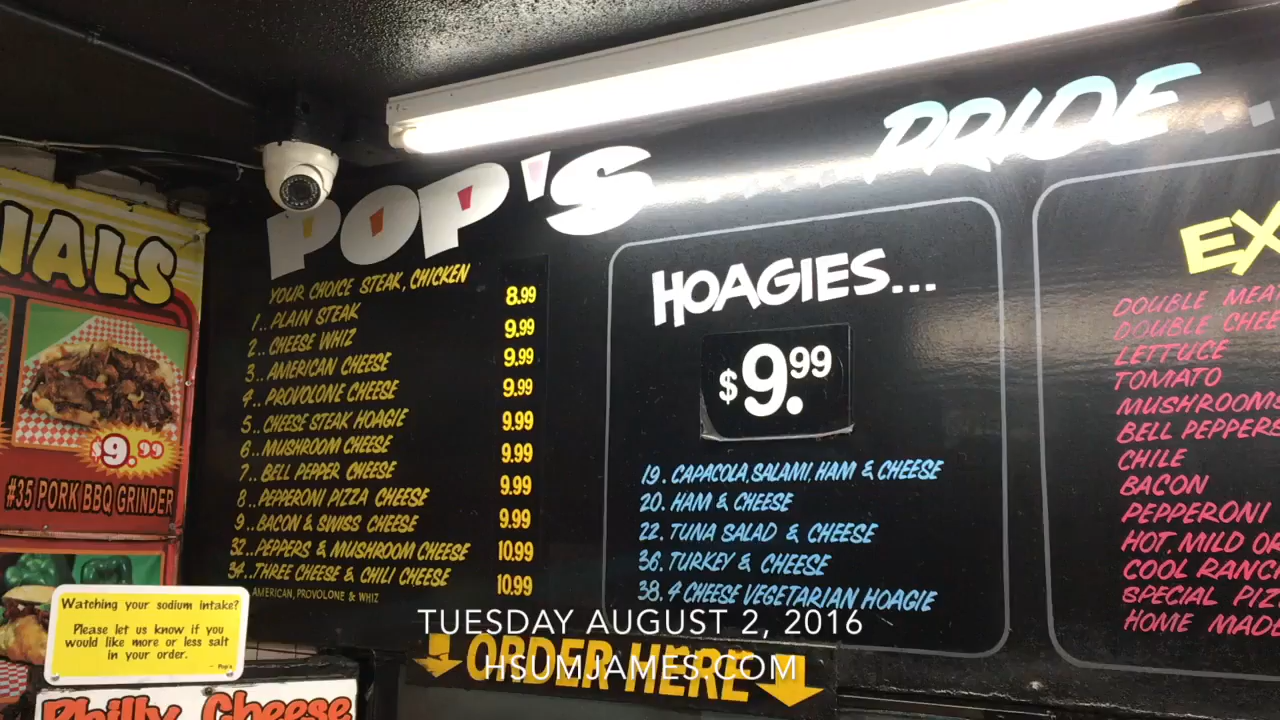 POP'S
PRIDE...
YOUR CHOICE STEAK, CHICKEN
1.. PLAIN STEAK 8.99
2.. CHEESE WHIZ 9.99
3.. AMERICAN CHEESE 9.99
4.. PROVOLONE CHEESE 9.99
5.. CHEESE STEAK HOAGIE 9.99
6.. MUSHROOM CHEESE 9.99
7.. BELL PEPPER CHEESE 9.99
8.. PEPPERONI PIZZA CHEESE 9.99
9.. BACON & SWISS CHEESE
32.. PEPPERS & MUSHROOM CHEESE 10.99
34.. THREE CHEESE & CHILI CHEESE 10.99
AMERICAN, PROVOLONE & WHIZ
HOAGIES...
$9.99
19. CAPACOLA, SALAMI, HAM & CHEESE
20. HAM & CHEESE
22. TUNA SALAD & CHEESE
36. TURKEY & CHEESE
38. 4 CHEESE VEGETARIAN HOAGIE
EX
DOUBLE MEA
DOUBLE CHEE
LETTUCE
TOMATO
MUSHROOMS
BELL PEPPERS
CHILE
BACON
PEPPERONI
HOT, MILD OR
COOL RANC
SPECIAL PIZ
HOME MADE
IALS
$9.99
#35 PORK BBQ GRINDER
Watching your sodium intake?
Please let us know if you
would like more or less salt
in your order.
- Pop's
Philly Cheese
ORDER HERE
TUESDAY AUGUST 2, 2016
HSUMJAMES.COM